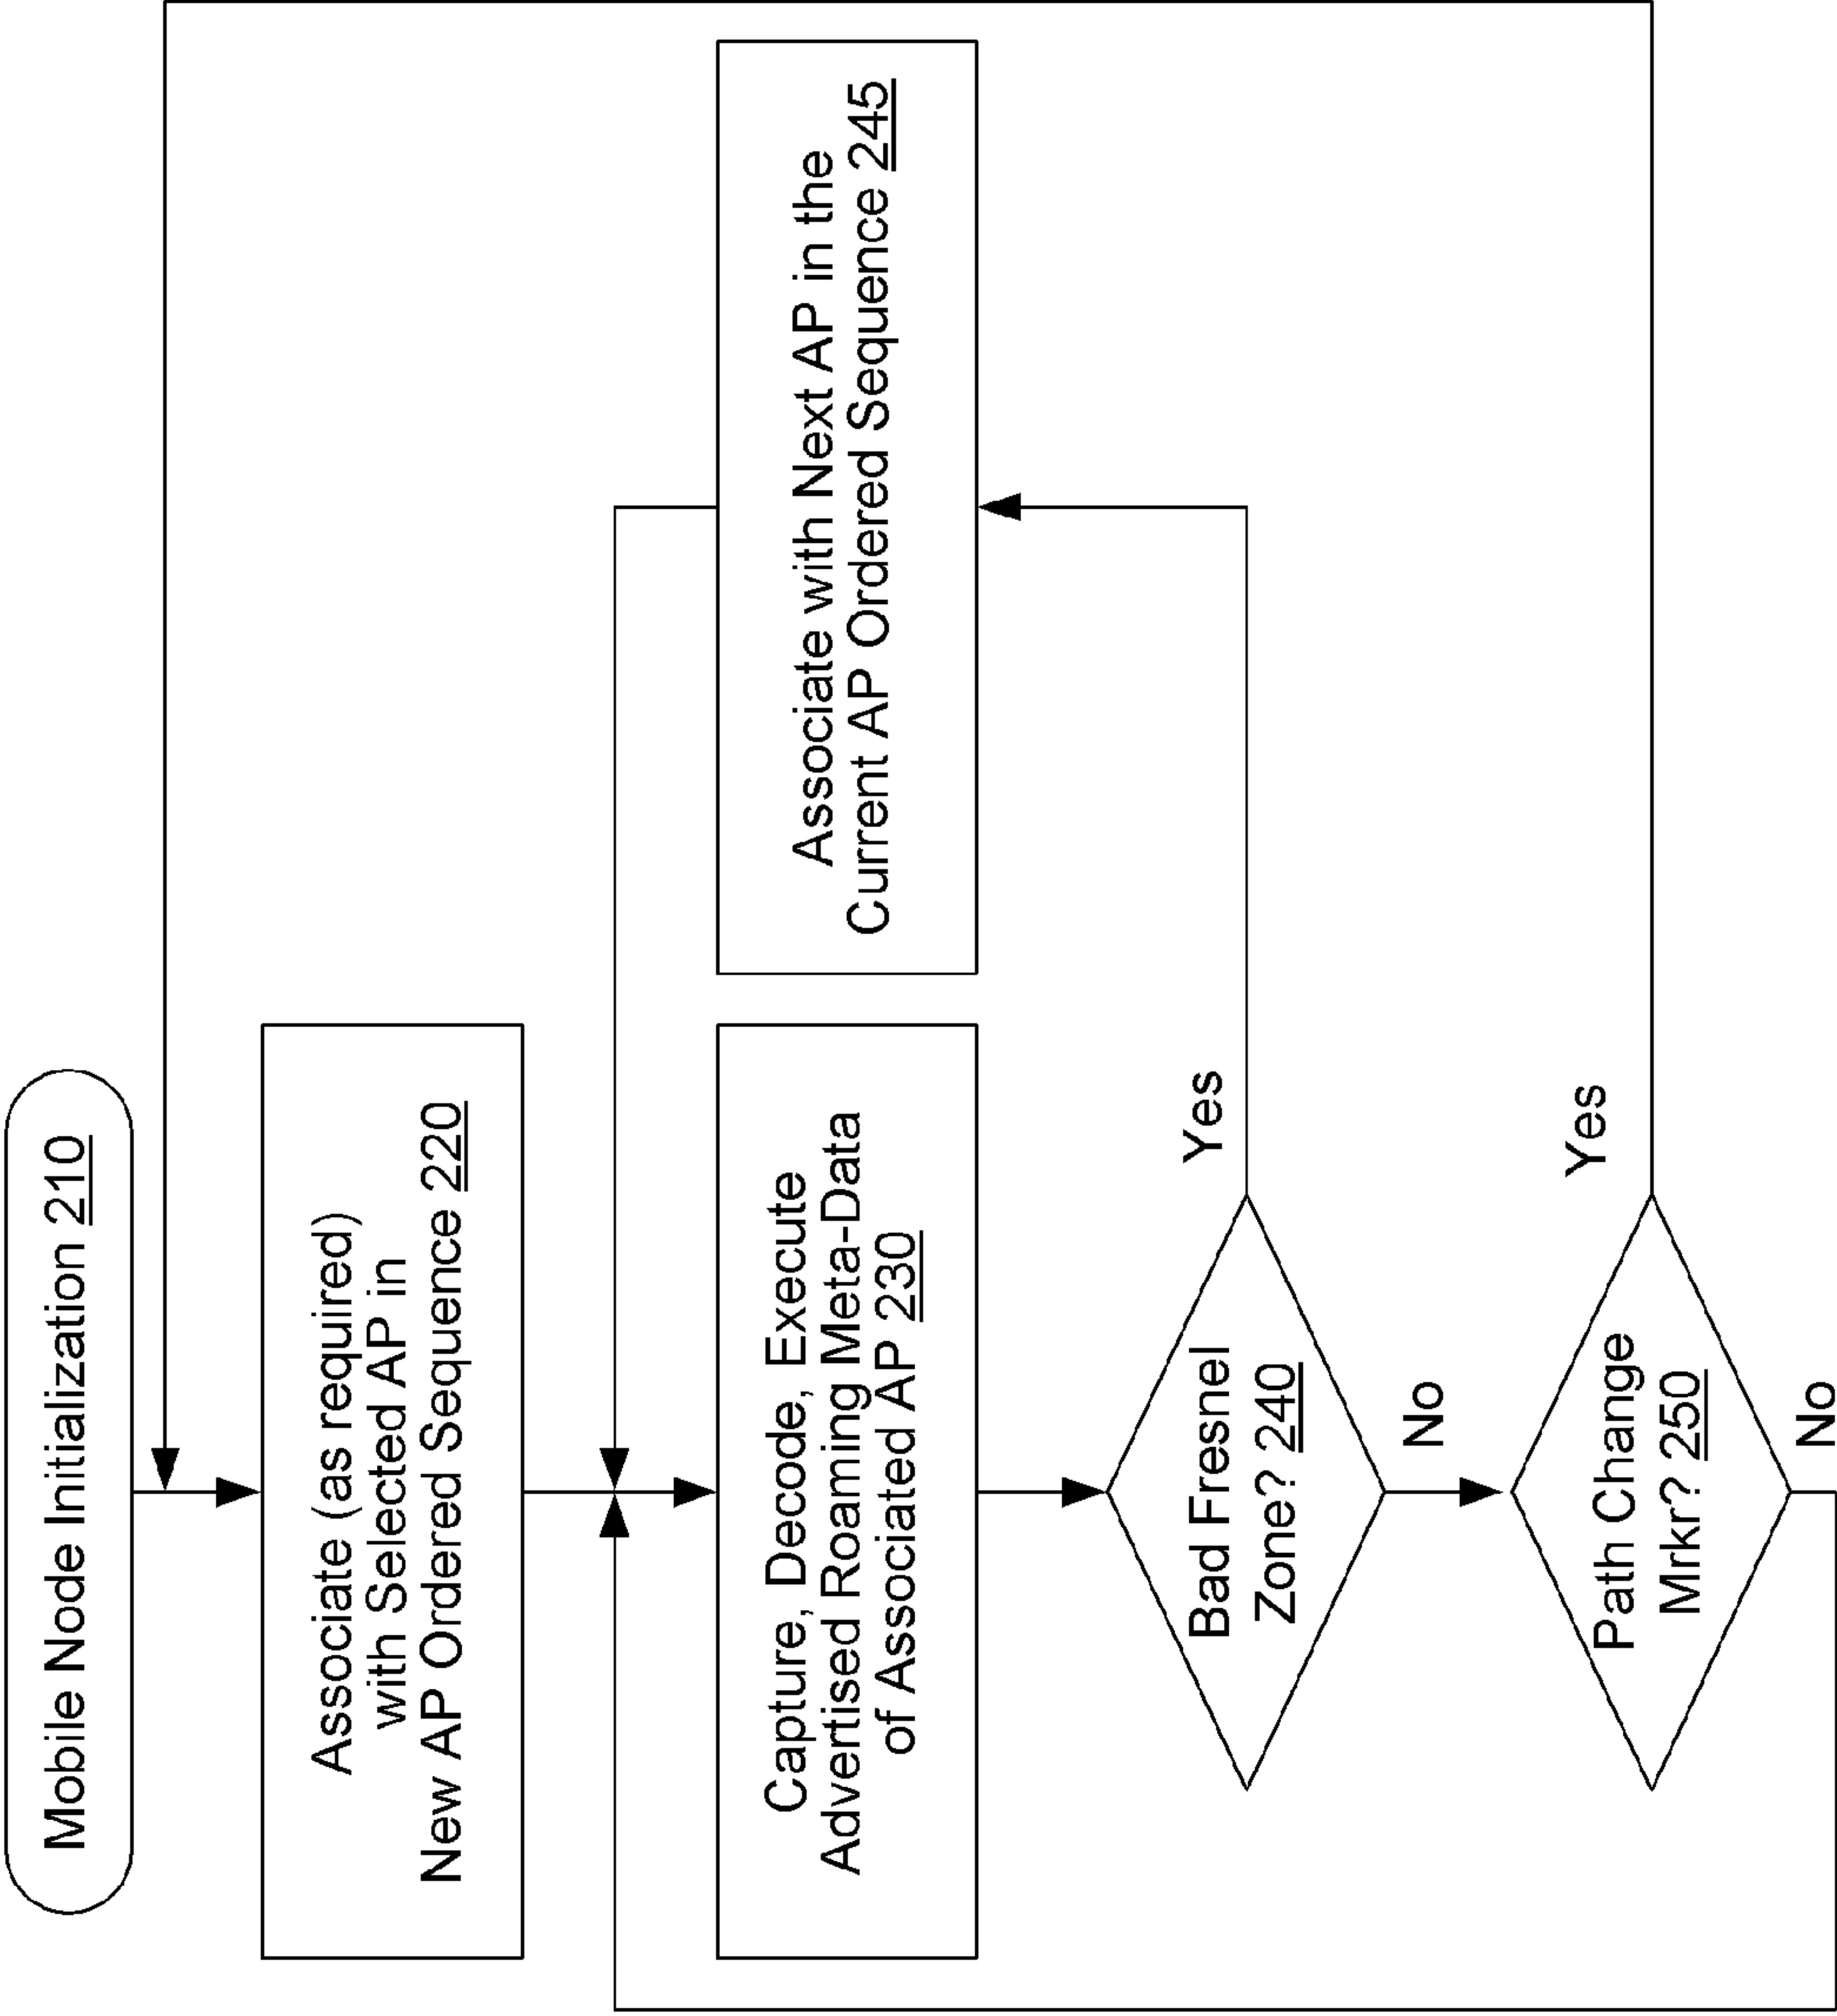 Mobile Node Initialization 210
Associate (as required)
with Selected AP in
New AP Ordered Sequence 220
Capture, Decode, Execute
Advertised Roaming Meta-Data
of Associated AP 230
Associate with Next AP in the
Current AP Ordered Sequence 245
Bad Fresnel
Zone? 240
Yes
No
Path Change
Mrkr? 250
Yes
No